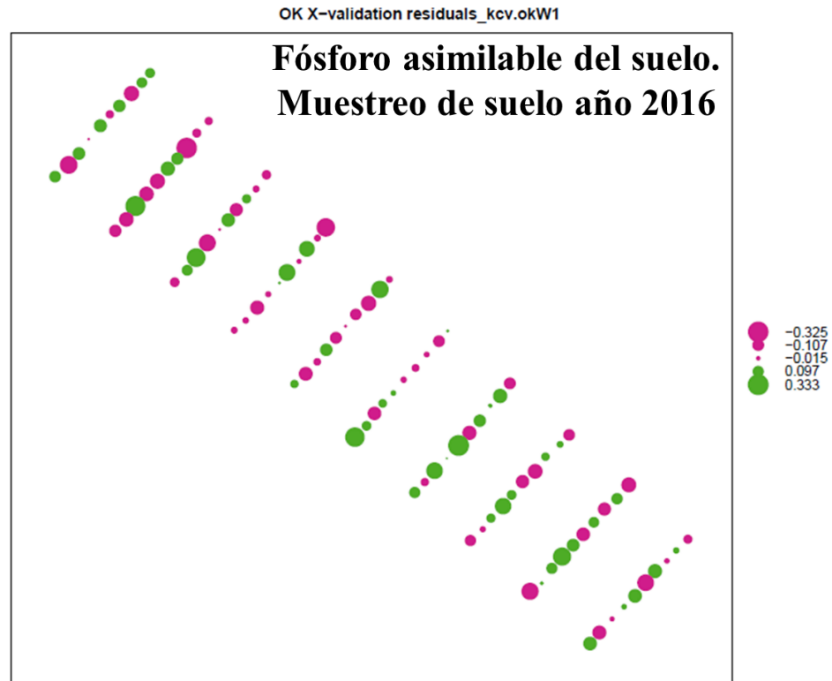 OK X−validation residuals_kcv.okW1
Fósforo asimilable del suelo.
Muestreo de suelo año 2016
−0.325
−0.107
−0.015
0.097
0.333